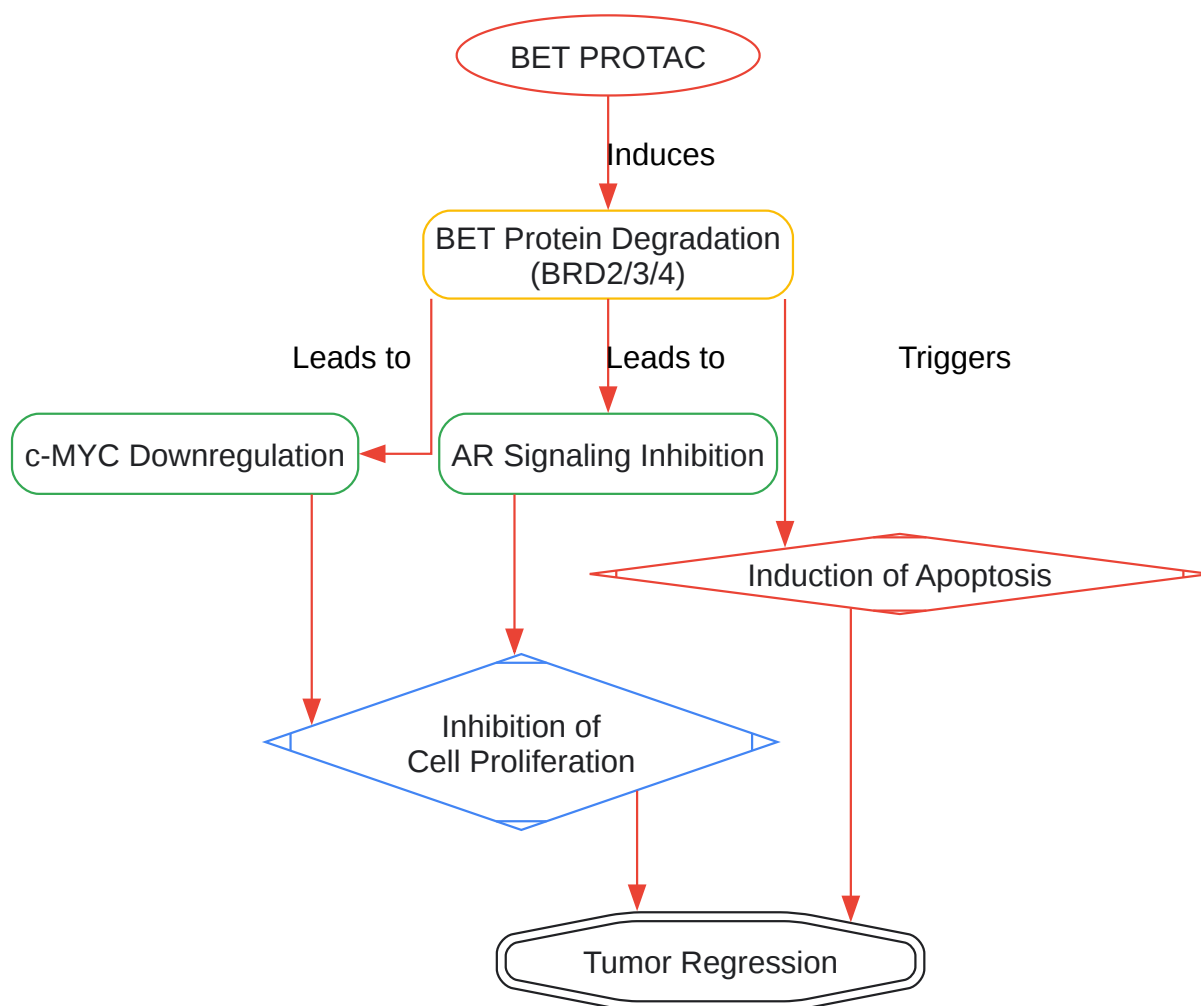 BET PROTAC
Induces
BET Protein Degradation
(BRD2/3/4)
Leads to
Leads to
Triggers
c-MYC Downregulation
AR Signaling Inhibition
Induction of Apoptosis
Inhibition of
Cell Proliferation
Tumor Regression